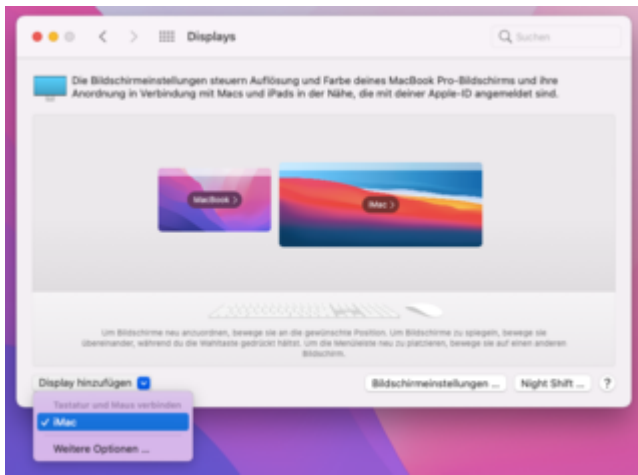 Displays
Suchen
Die Bildschirmeinstellungen steuern Auflösung und Farbe deines MacBook Pro-Bildschirms und ihre
Anordnung in Verbindung mit Macs und iPads in der Nähe, die mit deiner Apple-ID angemeldet sind.
MacBook >
iMac >
Um Bildschirme neu anzuordnen, bewege sie an die gewünschte Position. Um Bildschirme zu spiegeln, bewege sie
übereinander, während du die Wahltaste gedrückt hältst. Um die Menüleiste neu zu platzieren, bewege sie auf einen anderen
Bildschirm.
Display hinzufügen
Bildschirmeinstellungen ...
Night Shift ...
?
Tastatur und Maus verbinden
✓ iMac
Weitere Optionen ...